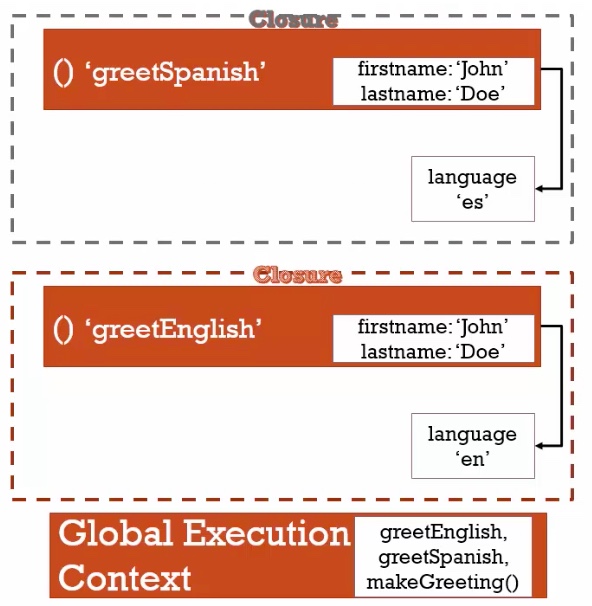 Closure
() ‘greetSpanish’
firstname: ‘John’
lastname: ‘Doe’
language
‘es’
Closure
() ‘greetEnglish’
firstname: ‘John’
lastname: ‘Doe’
language
‘en’
Global Execution
Context
greetEnglish,
greetSpanish,
makeGreeting()